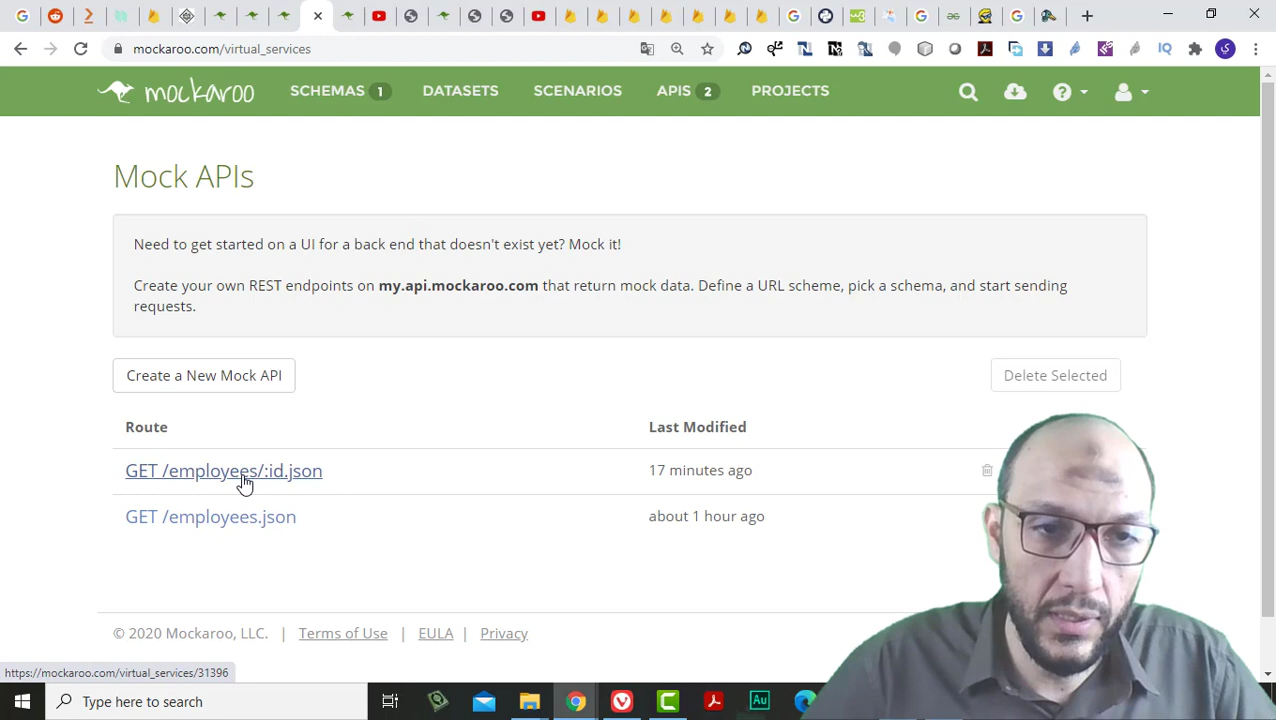 mockaroo.com/virtual_services
mockaroo
SCHEMAS 1
DATASETS
SCENARIOS
APIS 2
PROJECTS
Mock APIs
Need to get started on a UI for a back end that doesn't exist yet? Mock it!
Create your own REST endpoints on my.api.mockaroo.com that return mock data. Define a URL scheme, pick a schema, and start sending
requests.
Create a New Mock API
Delete Selected
Route
Last Modified
GET /employees/:id.json
17 minutes ago
GET /employees.json
about 1 hour ago
© 2020 Mockaroo, LLC. | Terms of Use | EULA | Privacy
https://mockaroo.com/virtual_services/31396
Type here to search